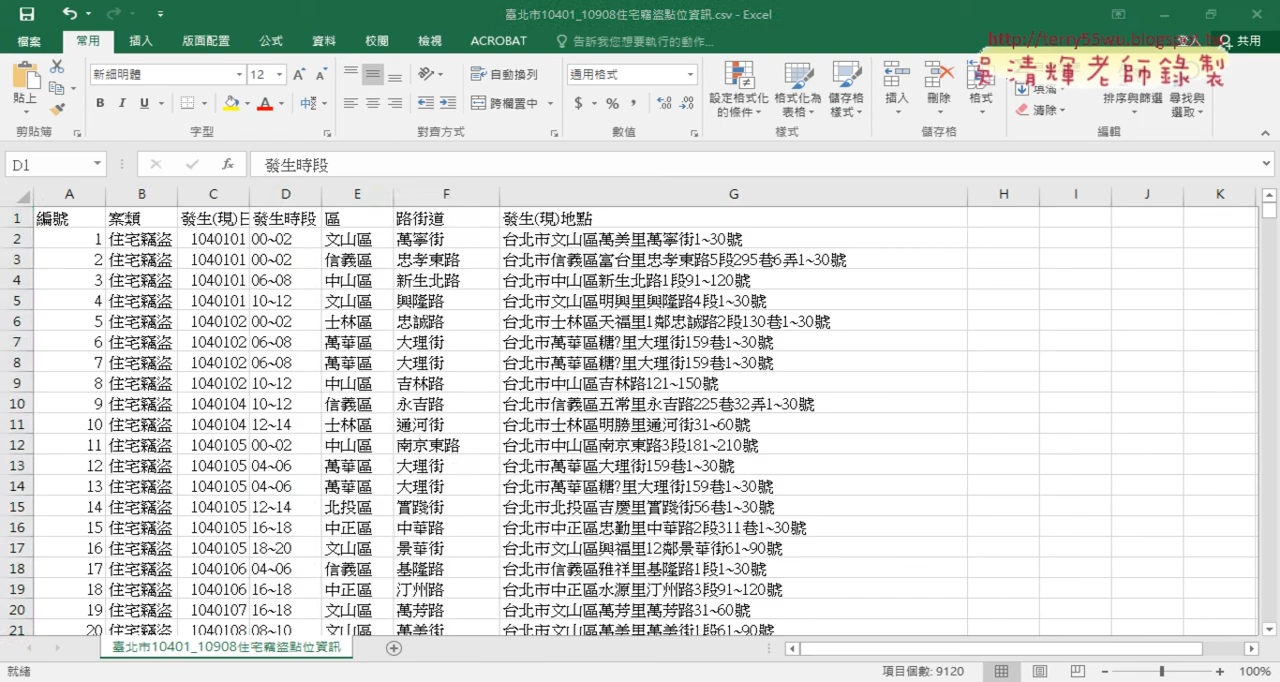 臺北市10401_10908住宅竊盜點位資訊.csv - Excel
檔案 常用 插入 版面配置 公式 資料 校閱 檢視 ACROBAT 告訴我您想要執行的動作... 登入 共用
http://terry55wu.blogspot.tw
吳清輝老師錄製
貼上 新細明體 12 自動換列 通用格式 設定格式化的條件 格式化為表格 儲存格樣式 插入 刪除 格式 填滿 排序與篩選 尋找與選取
B I U 中 跨欄置中 $ % , 清除
剪貼簿 字型 對齊方式 數值 樣式 儲存格 編輯
D1 fx 發生時段
A B C D E F G H I J K
1 編號 案類 發生(現)日 發生時段 區 路街道 發生(現)地點
2 1 住宅竊盜 1040101 00~02 文山區 萬寧街 台北市文山區萬美里萬寧街1~30號
3 2 住宅竊盜 1040101 00~02 信義區 忠孝東路 台北市信義區富台里忠孝東路5段295巷6弄1~30號
4 3 住宅竊盜 1040101 06~08 中山區 新生北路 台北市中山區新生北路1段91~120號
5 4 住宅竊盜 1040101 10~12 文山區 興隆路 台北市文山區明興里興隆路4段1~30號
6 5 住宅竊盜 1040102 00~02 士林區 忠誠路 台北市士林區天福里1鄰忠誠路2段130巷1~30號
7 6 住宅竊盜 1040102 06~08 萬華區 大理街 台北市萬華區糖?里大理街159巷1~30號
8 7 住宅竊盜 1040102 06~08 萬華區 大理街 台北市萬華區糖?里大理街159巷1~30號
9 8 住宅竊盜 1040102 10~12 中山區 吉林路 台北市中山區吉林路121~150號
10 9 住宅竊盜 1040104 10~12 信義區 永吉路 台北市信義區五常里永吉路225巷32弄1~30號
11 10 住宅竊盜 1040104 12~14 士林區 通河街 台北市士林區明勝里通河街31~60號
12 11 住宅竊盜 1040105 00~02 中山區 南京東路 台北市中山區南京東路3段181~210號
13 12 住宅竊盜 1040105 04~06 萬華區 大理街 台北市萬華區大理街159巷1~30號
14 13 住宅竊盜 1040105 04~06 萬華區 大理街 台北市萬華區糖?里大理街159巷1~30號
15 14 住宅竊盜 1040105 12~14 北投區 實踐街 台北市北投區吉慶里實踐街56巷1~30號
16 15 住宅竊盜 1040105 16~18 中正區 中華路 台北市中正區忠勤里中華路2段311巷1~30號
17 16 住宅竊盜 1040105 18~20 文山區 景華街 台北市文山區興福里12鄰景華街61~90號
18 17 住宅竊盜 1040106 04~06 信義區 基隆路 台北市信義區雅祥里基隆路1段1~30號
19 18 住宅竊盜 1040106 16~18 中正區 汀州路 台北市中正區水源里汀州路3段91~120號
20 19 住宅竊盜 1040107 16~18 文山區 萬芳路 台北市文山區萬芳里萬芳路31~60號
21 20 住宅竊盜 1040108 08~10 文山區 萬美街 台北市文山區萬美里萬美街1段61~90號
臺北市10401_10908住宅竊盜點位資訊
就緒 項目個數: 9120 100%